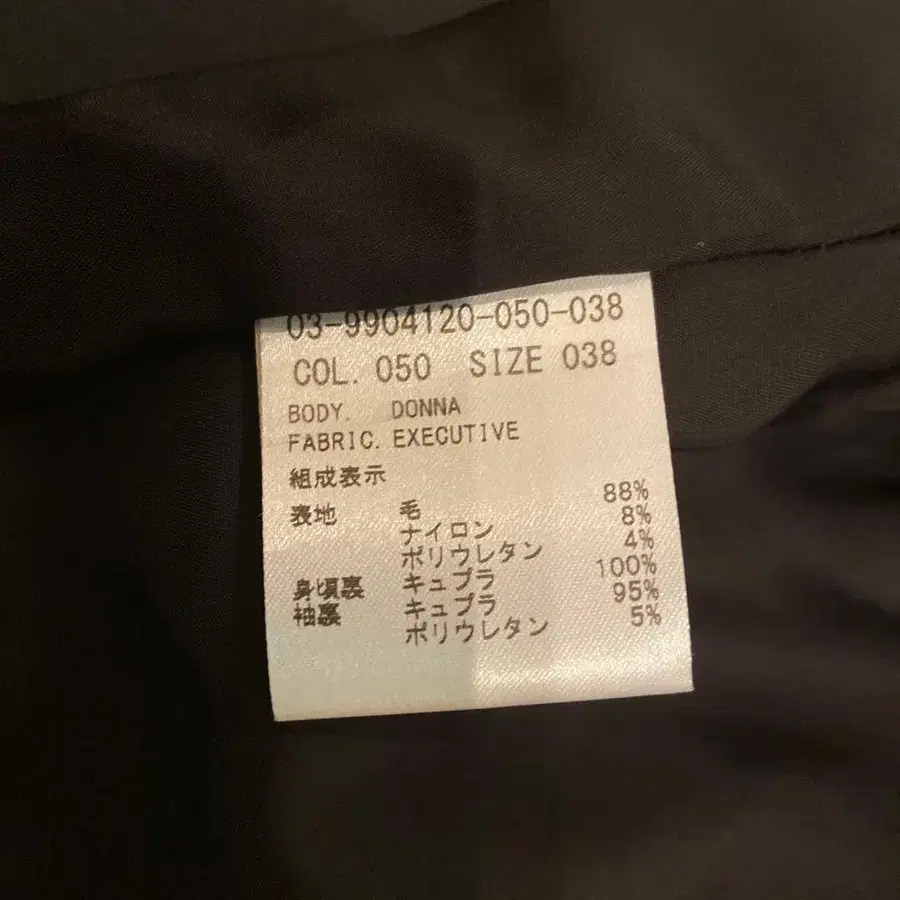 03-9904120-050-038
COL. 050 SIZE 038
BODY. DONNA
FABRIC. EXECUTIVE
組成表示
表地 毛 88%
ナイロン 8%
ポリウレタン 4%
身頃裏 キュプラ 100%
袖裏 キュプラ 95%
ポリウレタン 5%